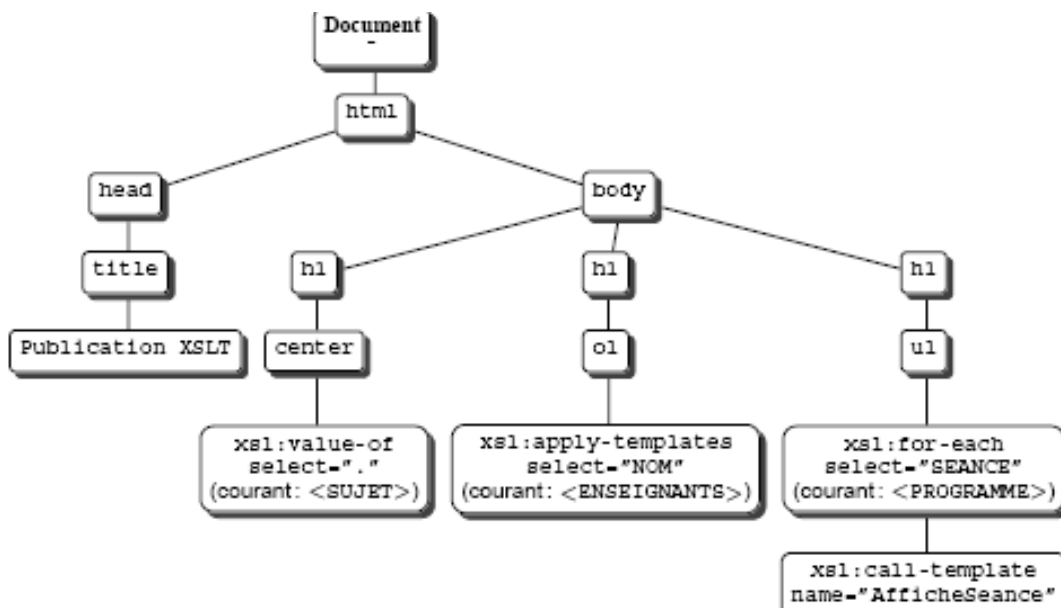 Document
-
html
head
body
title
h1
h1
h1
Publication XSLT
center
ol
ul
xsl:value-of
select="."
(courant: <SUJET>)
xsl:apply-templates
select="NOM"
(courant: <ENSEIGNANTS>)
xsl:for-each
select="SEANCE"
(courant: <PROGRAMME>)
xsl:call-template
name="AfficheSeance"